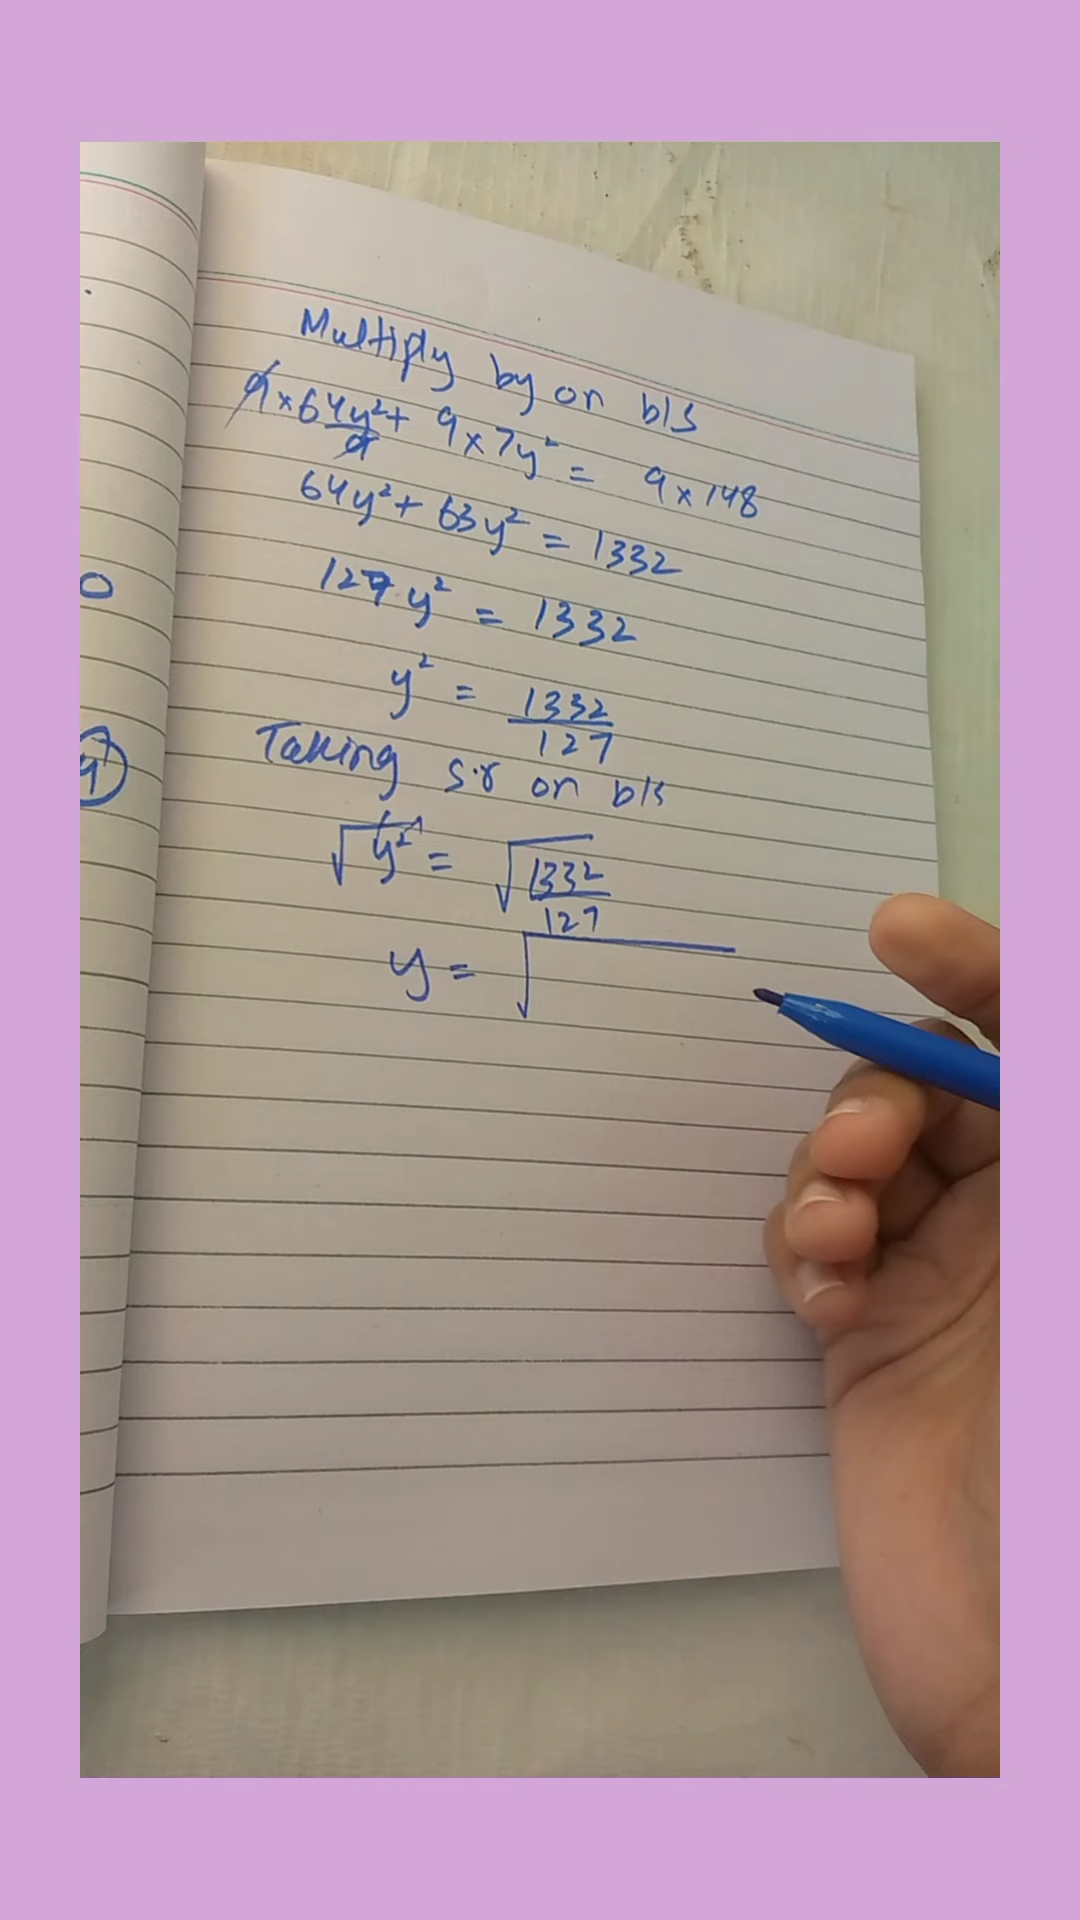 Multiply by on b/s
9×64y²/9 + 9×7y² = 9×148
64y² + 63y² = 1332
127y² = 1332
y² = 1332/127
Taking s.r on b/s
√y² = √1332/127
y = √